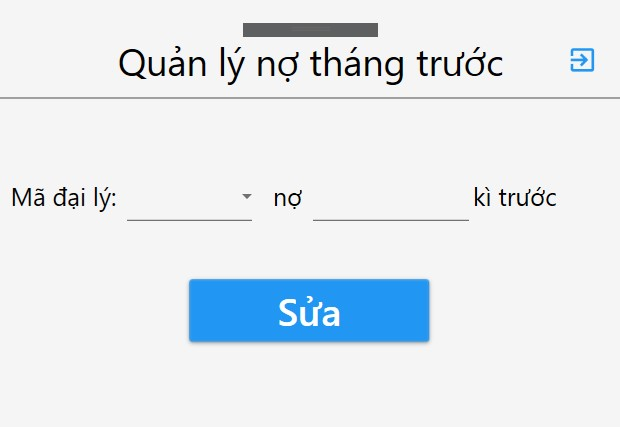 Quản lý nợ tháng trước
Mã đại lý: nợ kì trước
Sửa